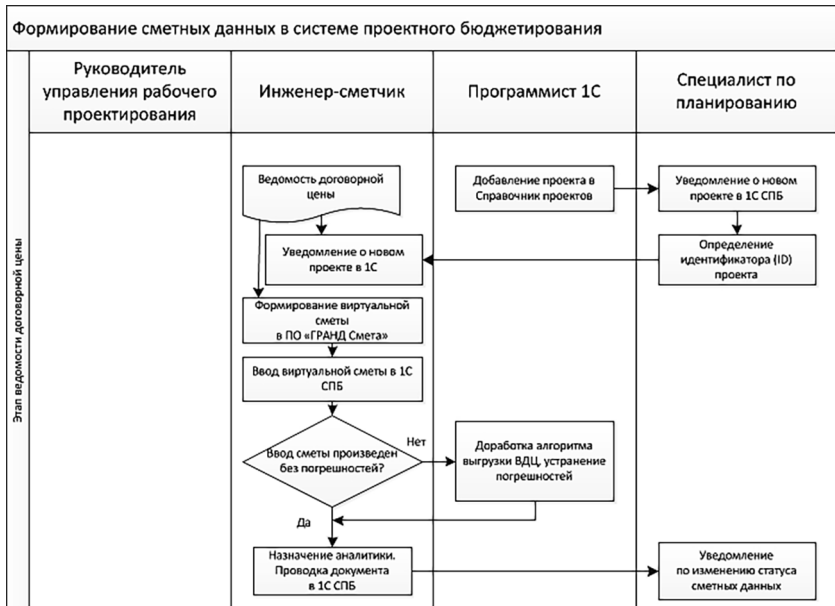 Формирование сметных данных в системе проектного бюджетирования
Руководитель
управления рабочего
проектирования
Инженер-сметчик
Программист 1С
Специалист по
планированию
Этап ведомости договорной цены
Ведомость договорной
цены
Добавление проекта в
Справочник проектов
Уведомление о новом
проекте в 1С СПБ
Уведомление о новом
проекте в 1С
Определение
идентификатора (ID)
проекта
Формирование виртуальной
сметы
в ПО «ГРАНД Смета»
Ввод виртуальной сметы в 1С
СПБ
Ввод сметы произведен
без погрешностей?
Нет
Доработка алгоритма
выгрузки ВДЦ, устранение
погрешностей
Да
Назначение аналитики.
Проводка документа
в 1С СПБ
Уведомление
по изменению статуса
сметных данных